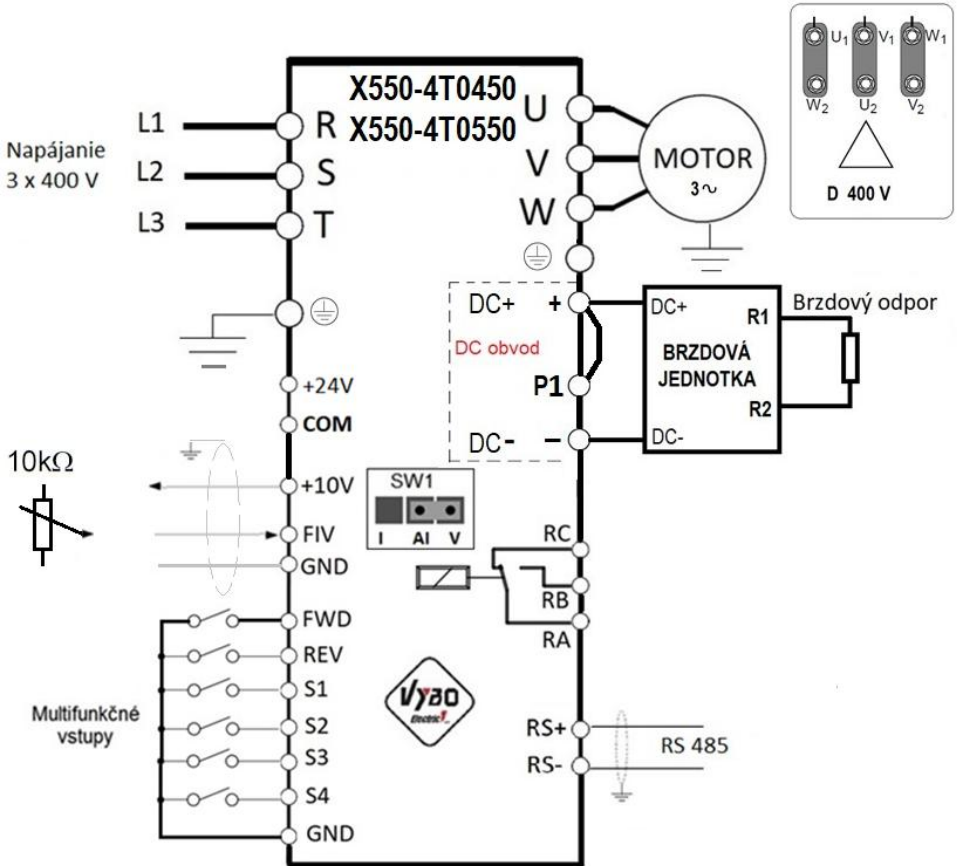 X550-4T0450
X550-4T0550
Napájanie
3 x 400 V
L1
L2
L3
R
S
T
U
V
W
MOTOR
3~
U1
V1
W1
W2
U2
V2
D 400 V
DC+
+
DC obvod
P1
DC-
-
DC+
R1
BRZDOVÁ
JEDNOTKA
R2
DC-
Brzdový odpor
+24V
COM
10kΩ
+10V
FIV
GND
SW1
I AI V
RC
RB
RA
Multifunkčné
vstupy
FWD
REV
S1
S2
S3
S4
GND
VYBO
Electric
RS+
RS-
RS 485